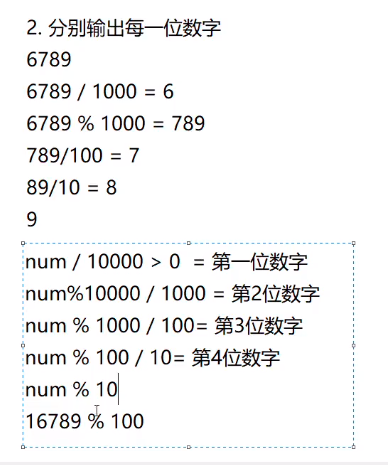 2. 分别输出每一位数字
6789
6789 / 1000 = 6
6789 % 1000 = 789
789/100 = 7
89/10 = 8
9
num / 10000 > 0  = 第一位数字
num%10000 / 1000 = 第2位数字
num % 1000 / 100= 第3位数字
num % 100 / 10= 第4位数字
num % 10
16789 % 100